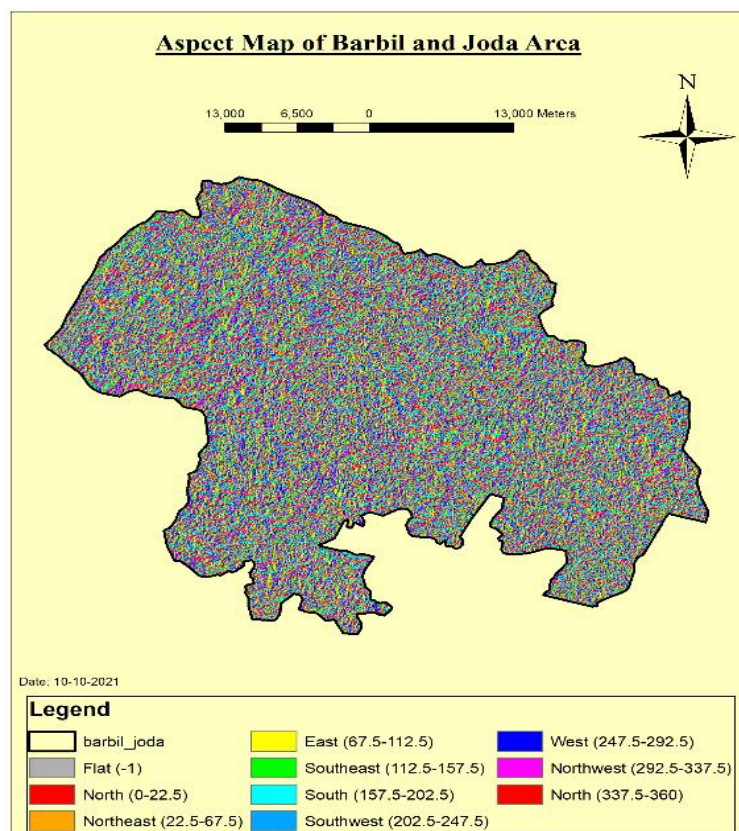 Aspect Map of Barbil and Joda Area
N
13,000 6,500 0 13,000 Meters
Date: 10-10-2021
Legend
barbil_joda East (67.5-112.5) West (247.5-292.5)
Flat (-1) Southeast (112.5-157.5) Northwest (292.5-337.5)
North (0-22.5) South (157.5-202.5) North (337.5-360)
Northeast (22.5-67.5) Southwest (202.5-247.5)